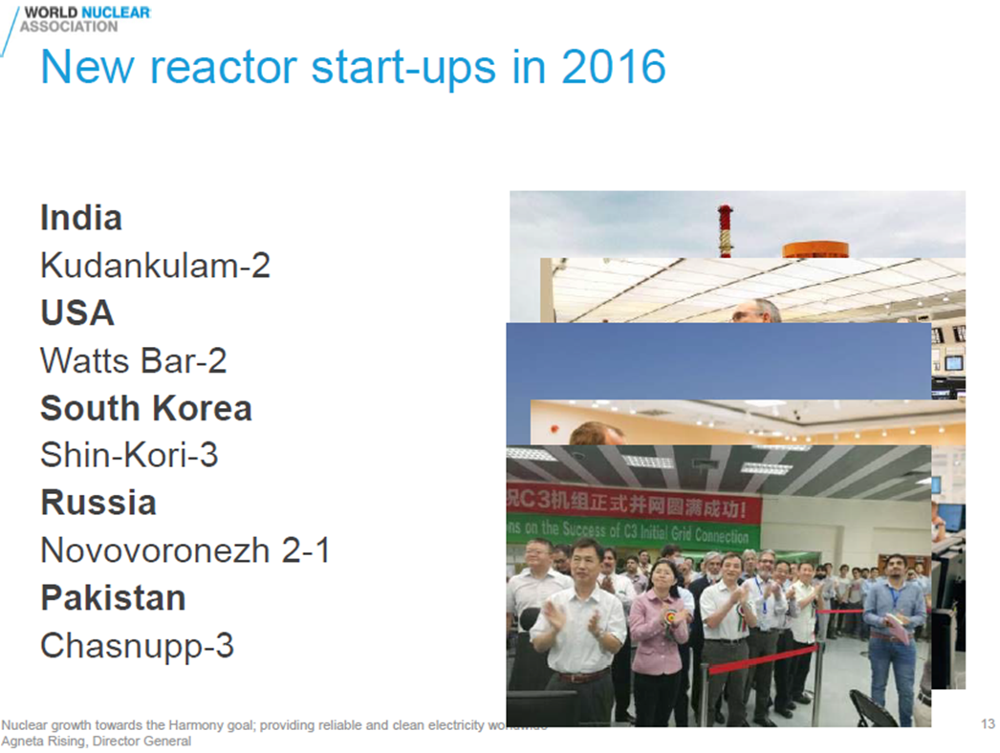 WORLD NUCLEAR
ASSOCIATION
New reactor start-ups in 2016
India
Kudankulam-2
USA
Watts Bar-2
South Korea
Shin-Kori-3
Russia
Novovoronezh 2-1
Pakistan
Chasnupp-3
祝C3机组正式并网圆满成功!
ns on the Success of C3 Initial Grid Connection
Nuclear growth towards the Harmony goal; providing reliable and clean electricity worldwide
Agneta Rising, Director General
13